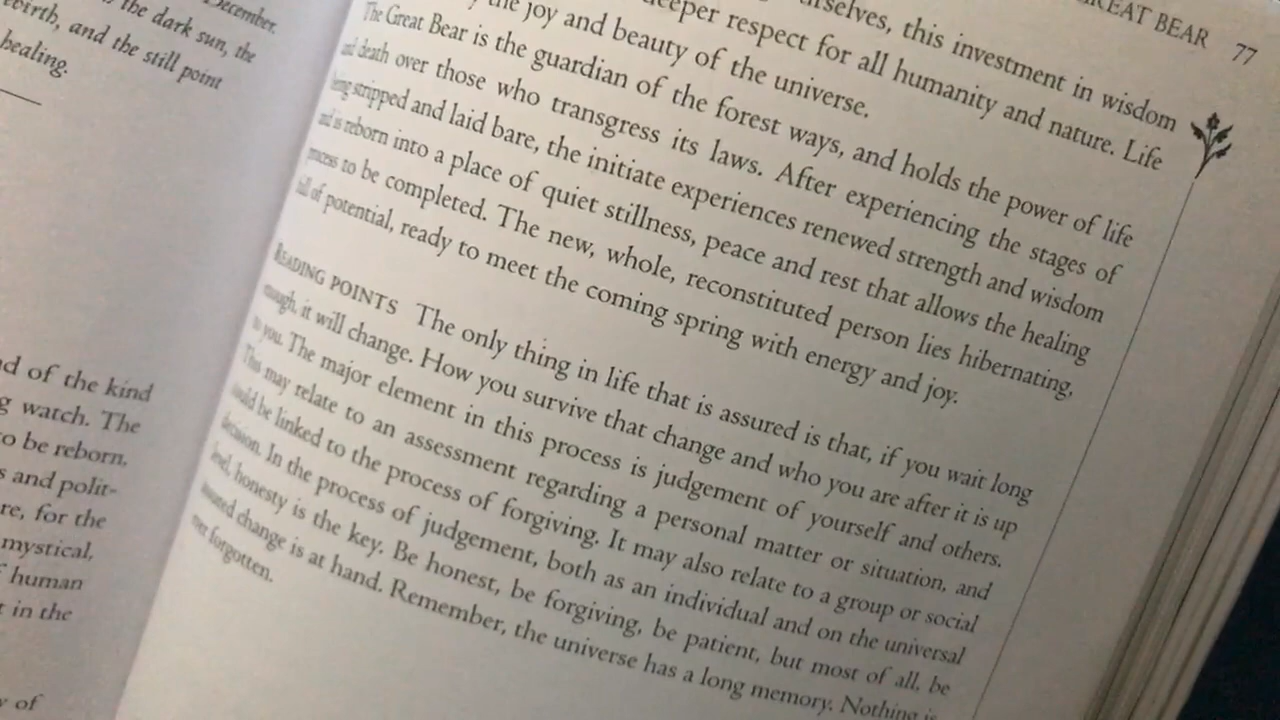 December.
the dark sun, the
birth, and the still point
healing.
nd of the kind
g watch. The
to be reborn.
s and polit-
re, for the
mystical,
human
t in the
y of
GREAT BEAR 77
this investment in wisdom
deeper respect for all humanity and nature. Life
the joy and beauty of the universe.
The Great Bear is the guardian of the forest ways, and holds the power of life
and death over those who transgress its laws. After experiencing the stages of
being stripped and laid bare, the initiate experiences renewed strength and wisdom
and is reborn into a place of quiet stillness, peace and rest that allows the healing
process to be completed. The new, whole, reconstituted person lies hibernating,
full of potential, ready to meet the coming spring with energy and joy.
READING POINTS The only thing in life that is assured is that, if you wait long
enough, it will change. How you survive that change and who you are after it is up
to you. The major element in this process is judgement of yourself and others.
This may relate to an assessment regarding a personal matter or situation, and
could be linked to the process of forgiving. It may also relate to a group or social
decision. In the process of judgement, both as an individual and on the universal
level, honesty is the key. Be honest, be forgiving, be patient, but most of all, be
assured change is at hand. Remember, the universe has a long memory. Nothing is
ever forgotten.